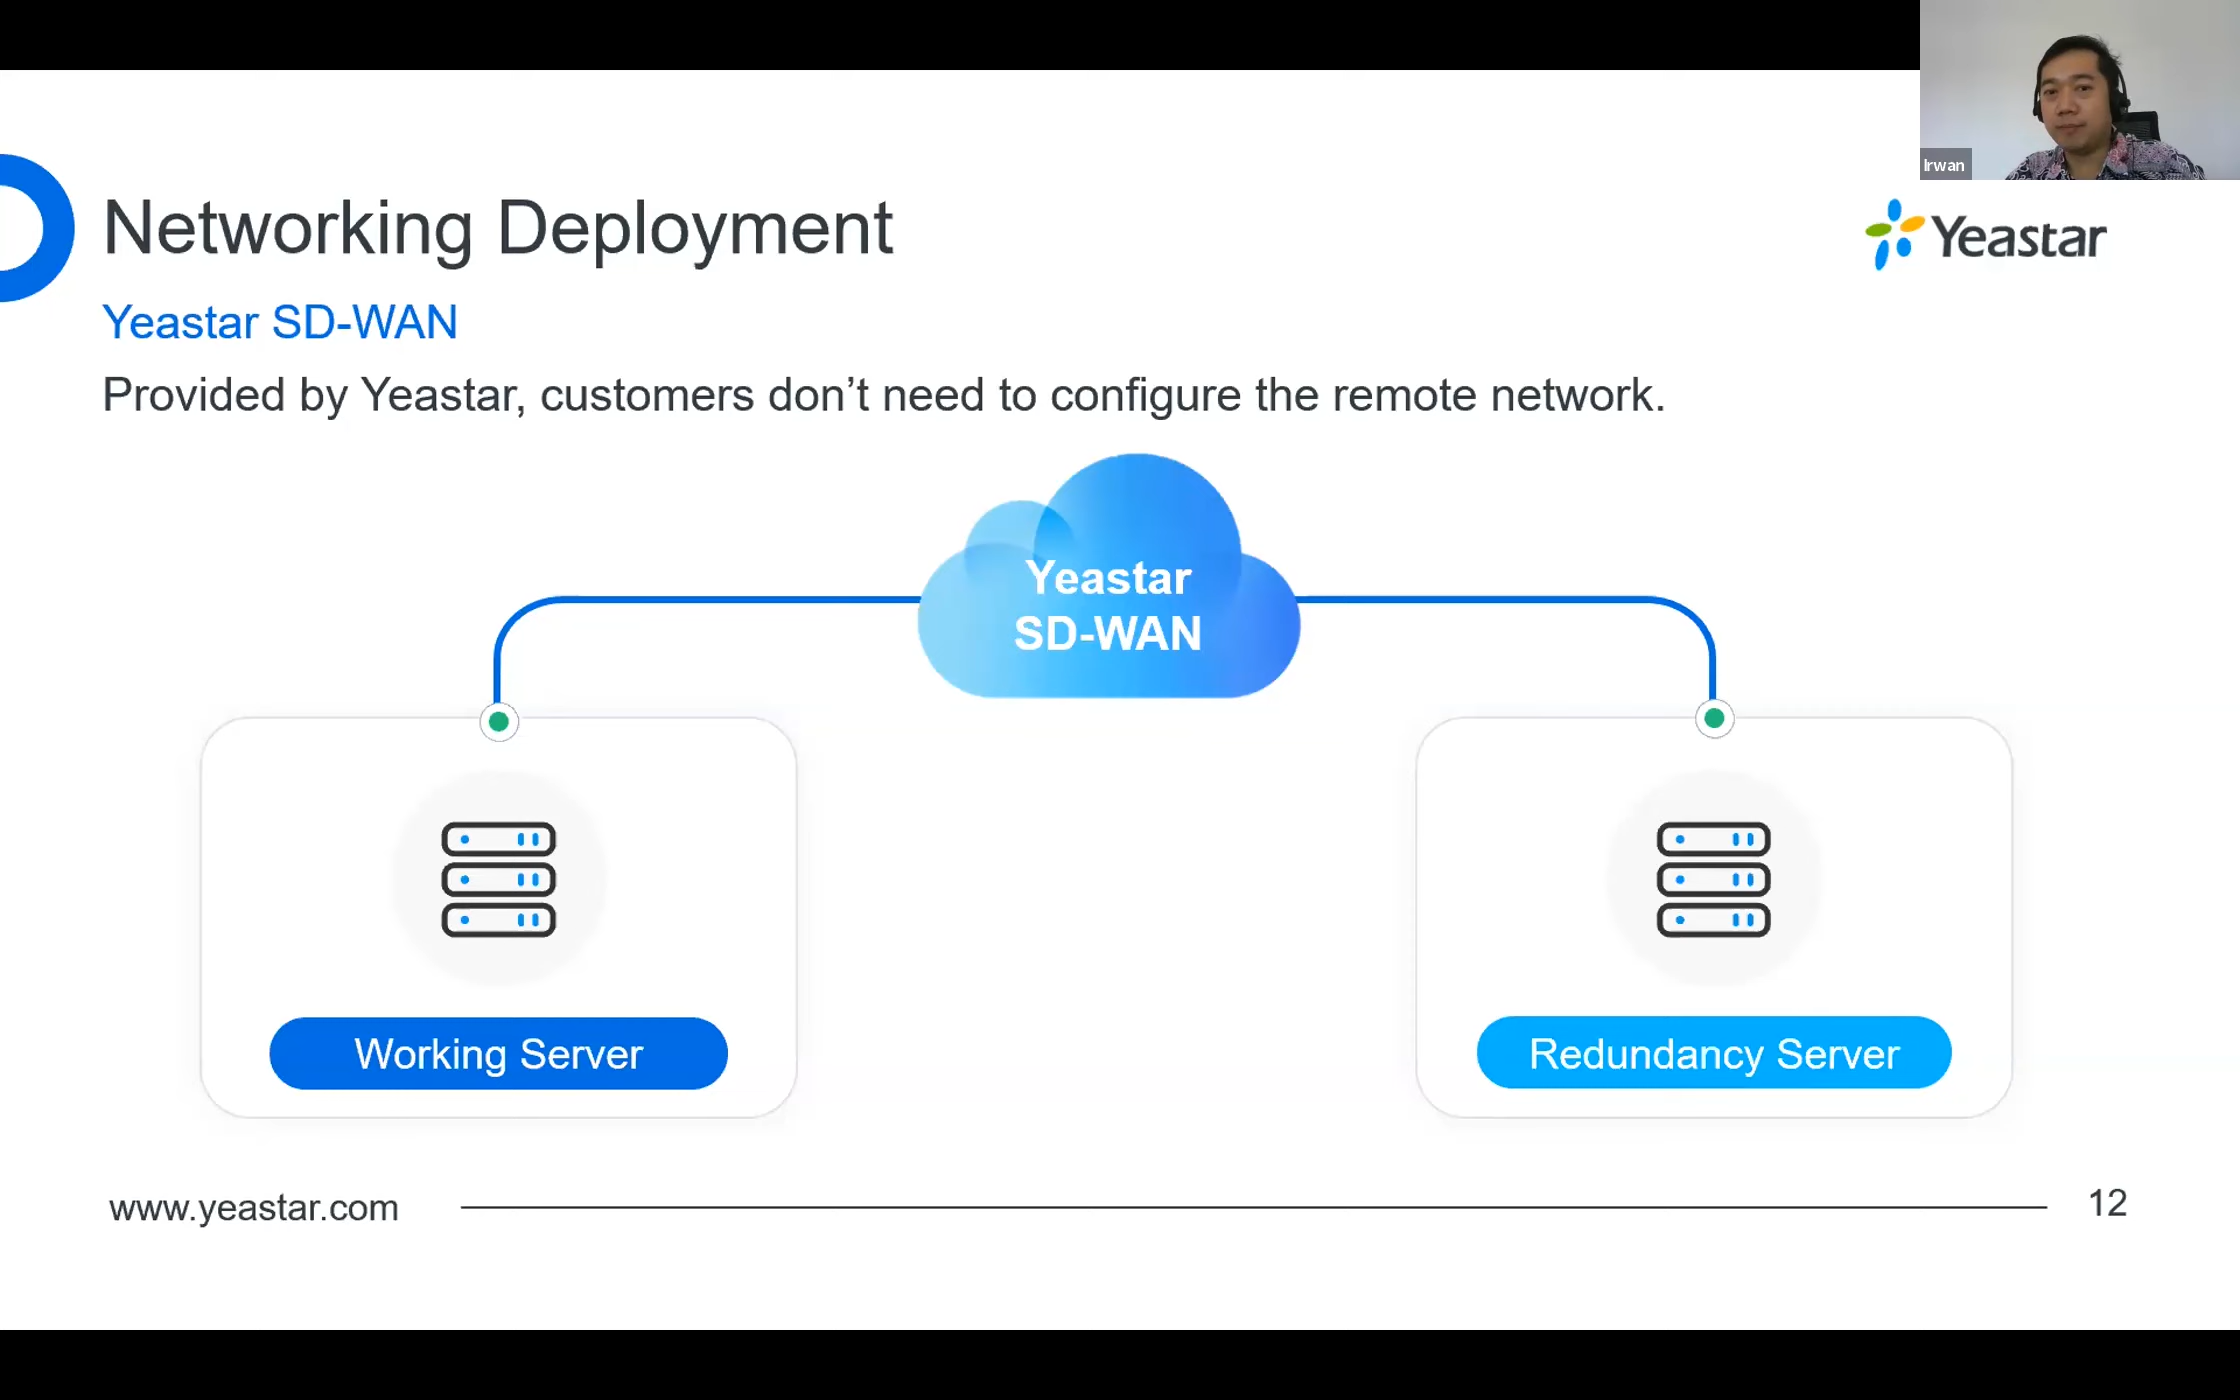 Irwan
Networking Deployment
Yeastar
Yeastar SD-WAN
Provided by Yeastar, customers don’t need to configure the remote network.
Yeastar
SD-WAN
Working Server
Redundancy Server
www.yeastar.com
12